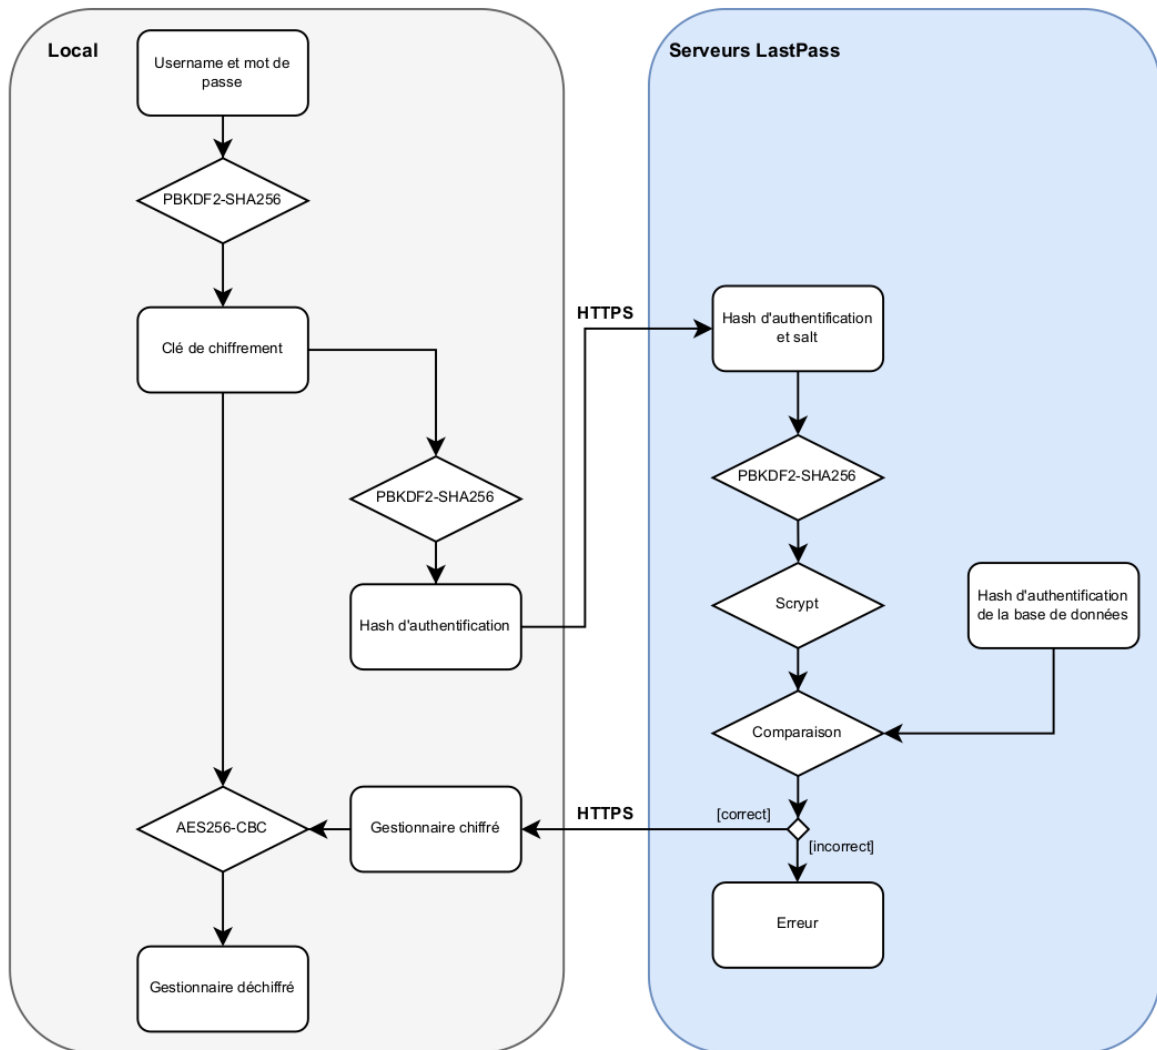 Local
Username et mot de
passe
PBKDF2-SHA256
Clé de chiffrement
PBKDF2-SHA256
Hash d'authentification
AES256-CBC
Gestionnaire chiffré
Gestionnaire déchiffré
HTTPS
HTTPS
Serveurs LastPass
Hash d'authentification
et salt
PBKDF2-SHA256
Scrypt
Hash d'authentification
de la base de données
Comparaison
[correct]
[incorrect]
Erreur